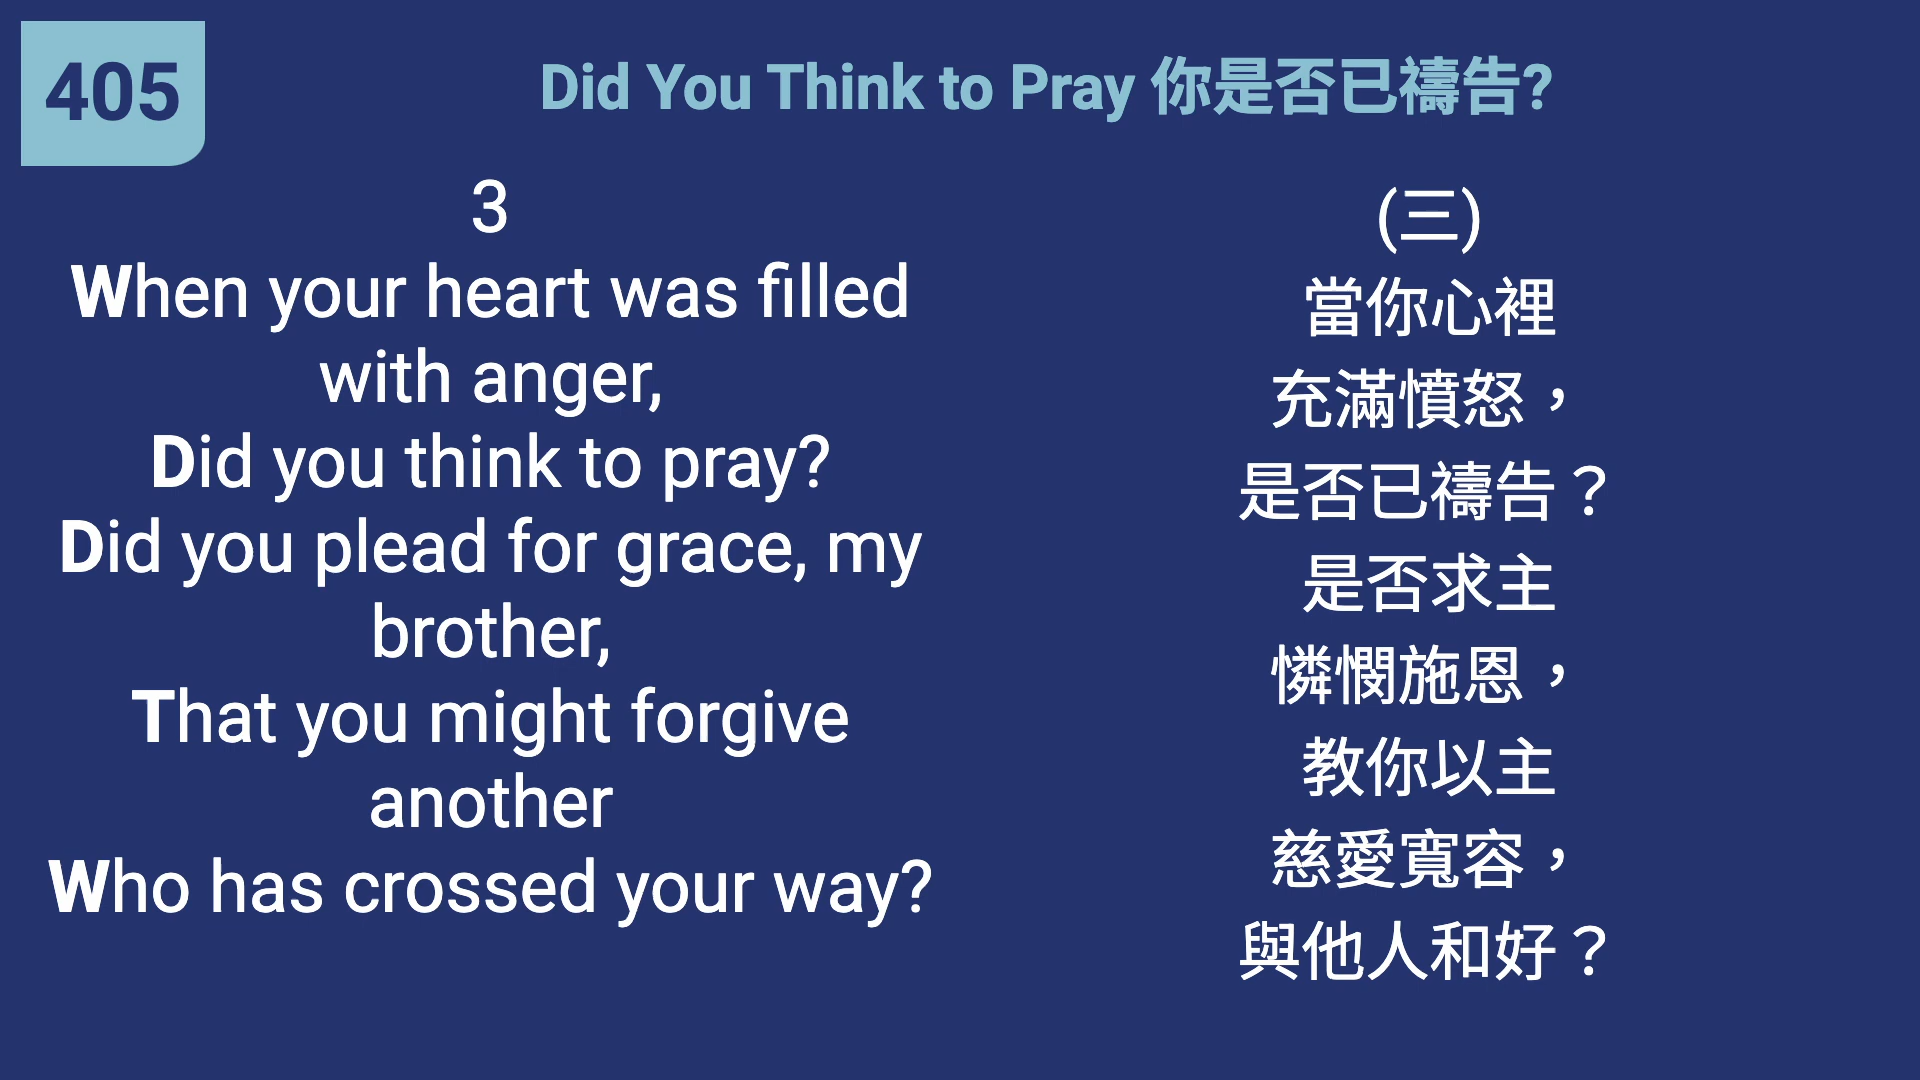 405
Did You Think to Pray 你是否已禱告?
3
When your heart was filled
with anger,
Did you think to pray?
Did you plead for grace, my
brother,
That you might forgive
another
Who has crossed your way?
(三)
當你心裡
充滿憤怒，
是否已禱告？
是否求主
憐憫施恩，
教你以主
慈愛寬容，
與他人和好？